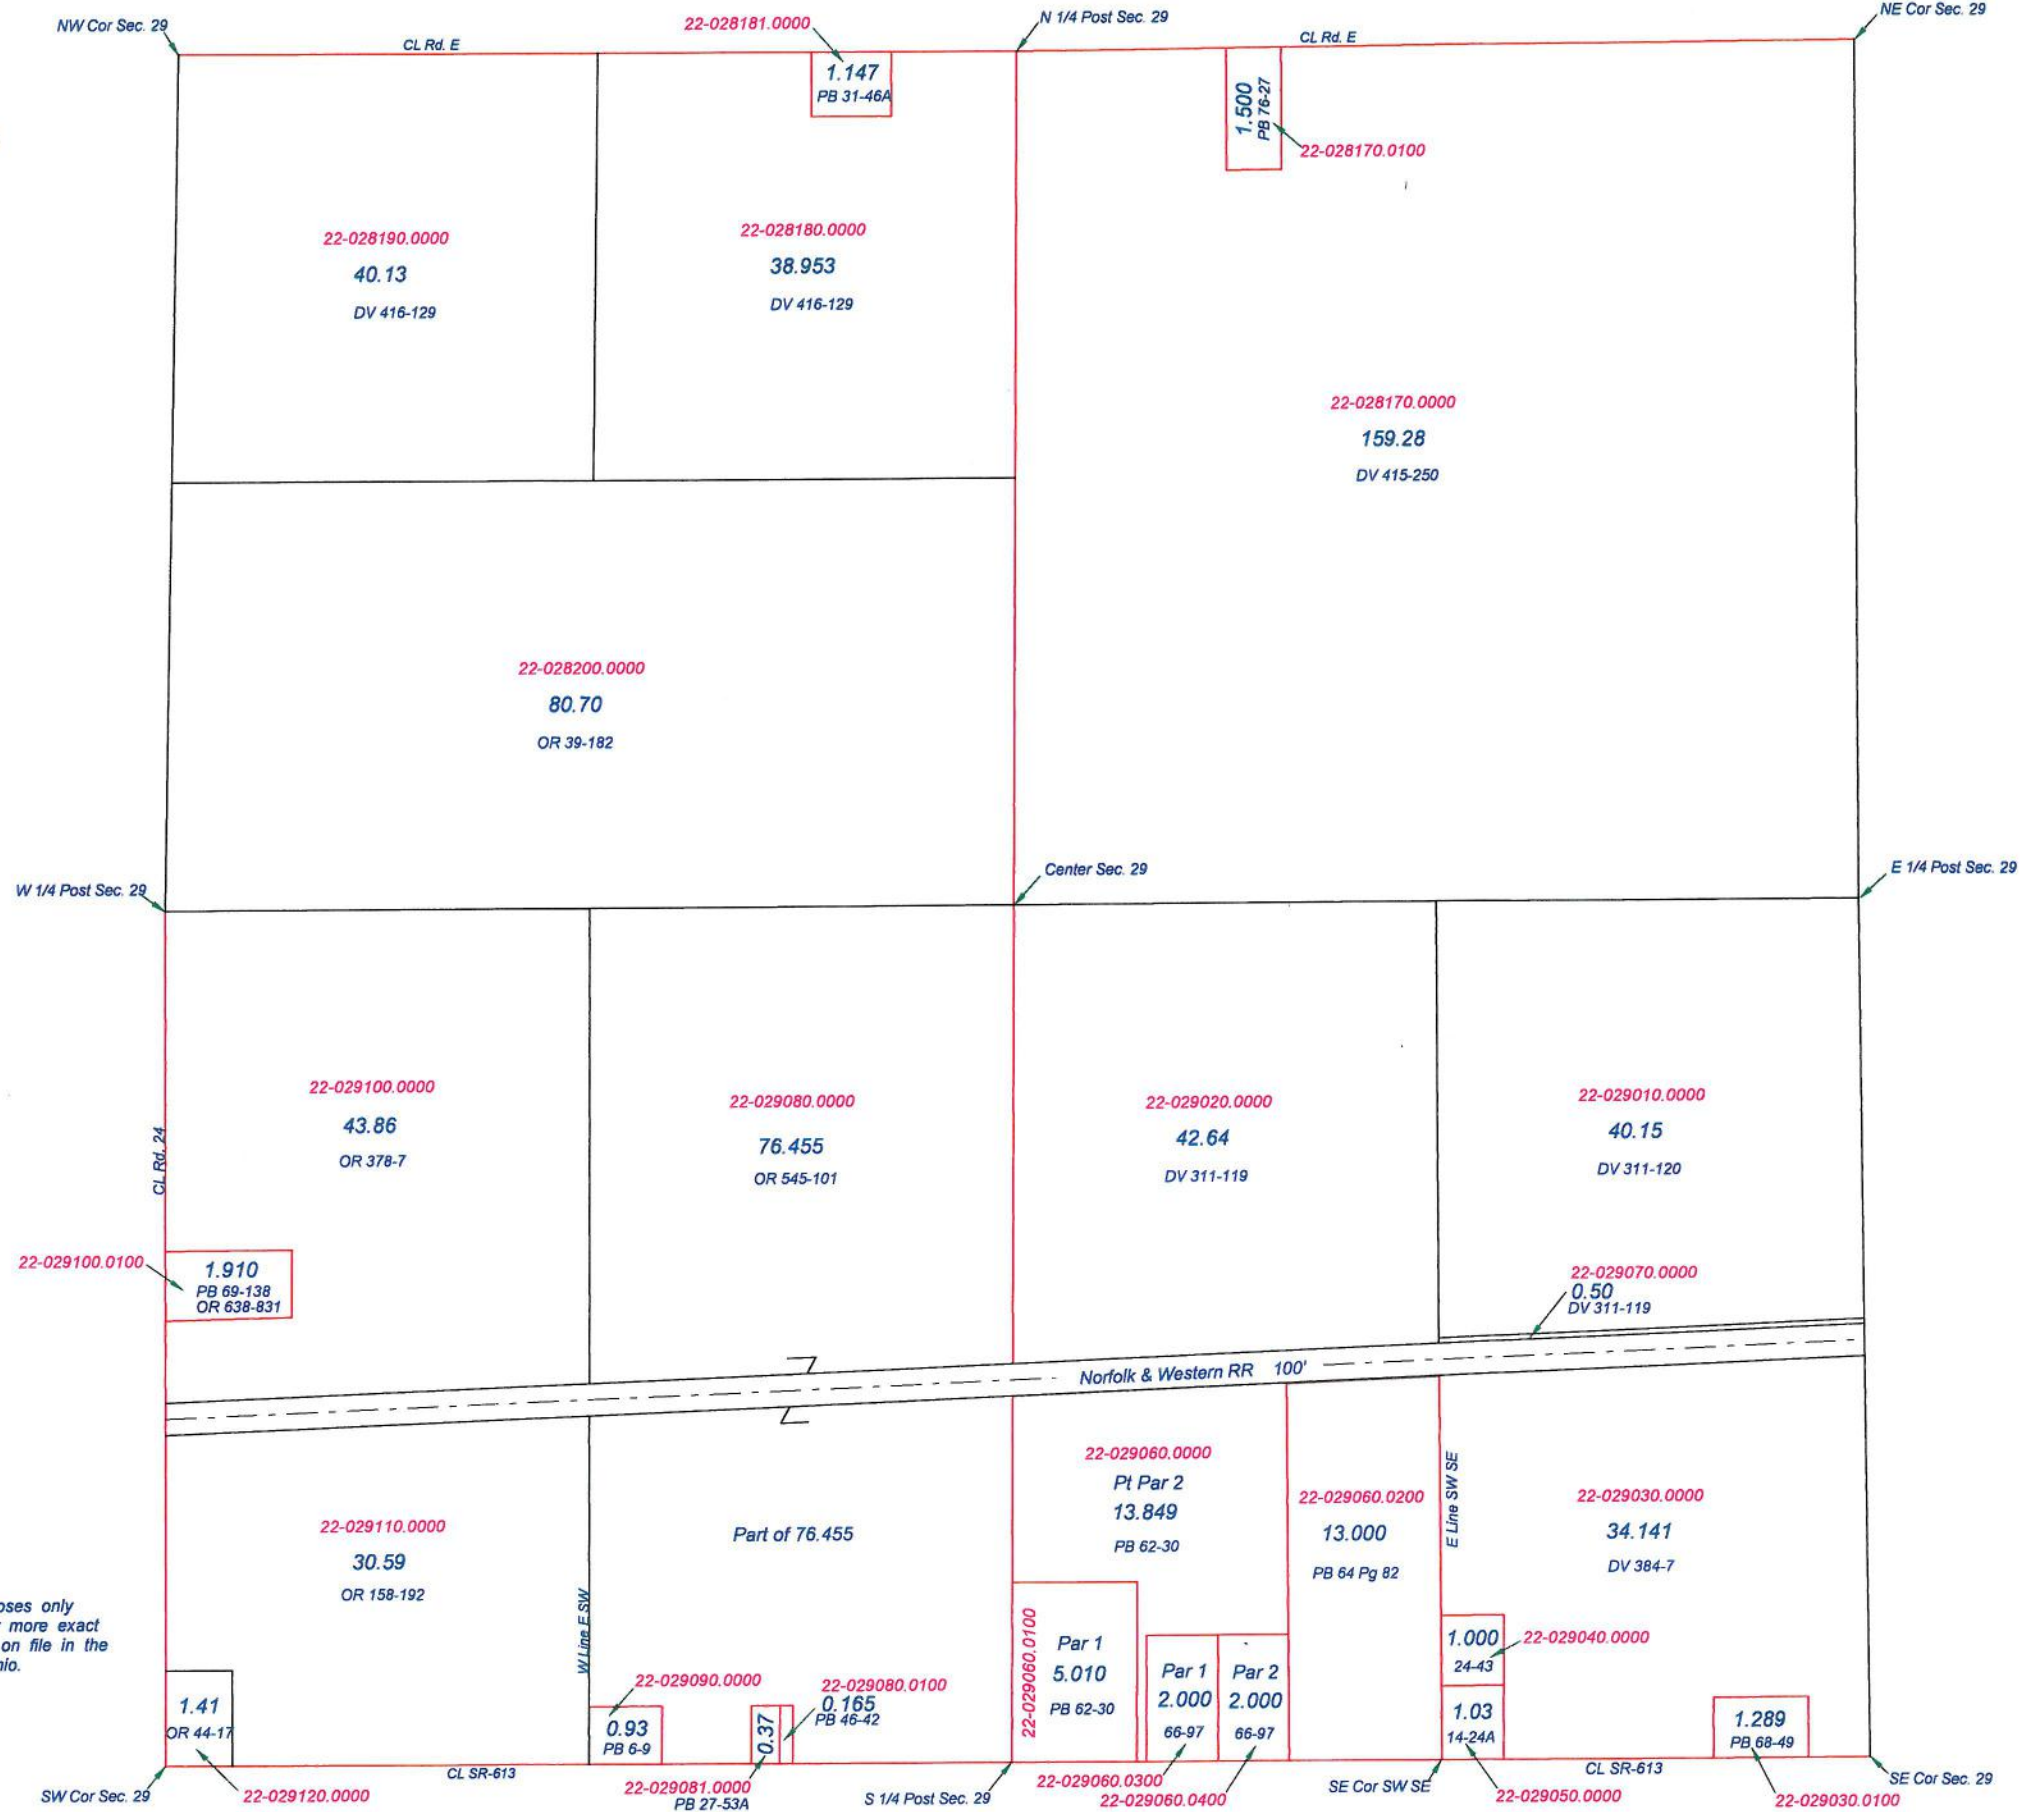 NW Cor Sec. 29
CL Rd. E
22-028181.0000
N 1/4 Post Sec. 29
CL Rd. E
NE Cor Sec. 29
1.147
PB 31-46A
1.500
PB 76-27
22-028170.0100
22-028190.0000
40.13
DV 416-129
22-028180.0000
38.953
DV 416-129
22-028170.0000
159.28
DV 415-250
22-028200.0000
80.70
OR 39-182
W 1/4 Post Sec. 29
Center Sec. 29
E 1/4 Post Sec. 29
22-029100.0000
43.86
OR 378-7
22-029080.0000
76.455
OR 545-101
22-029020.0000
42.64
DV 311-119
22-029010.0000
40.15
DV 311-120
CL Rd. 24
22-029100.0100
1.910
PB 69-138
OR 638-831
22-029070.0000
0.50
DV 311-119
Norfolk & Western RR 100'
22-029110.0000
30.59
OR 158-192
Part of 76.455
22-029060.0000
Pt Par 2
13.849
PB 62-30
22-029060.0200
13.000
PB 64 Pg 82
E Line SW SE
22-029030.0000
34.141
DV 384-7
oses only
more exact
on file in the
io.
W Line E SW
1.41
OR 44-17
22-029090.0000
0.93
PB 6-9
0.37
22-029080.0100
0.165
PB 46-42
22-029060.0100
Par 1
5.010
PB 62-30
Par 1
2.000
66-97
Par 2
2.000
66-97
1.000
24-43
22-029040.0000
1.03
14-24A
1.289
PB 68-49
SW Cor Sec. 29
22-029120.0000
CL SR-613
22-029081.0000
PB 27-53A
S 1/4 Post Sec. 29
22-029060.0300
22-029060.0400
SE Cor SW SE
22-029050.0000
CL SR-613
22-029030.0100
SE Cor Sec. 29